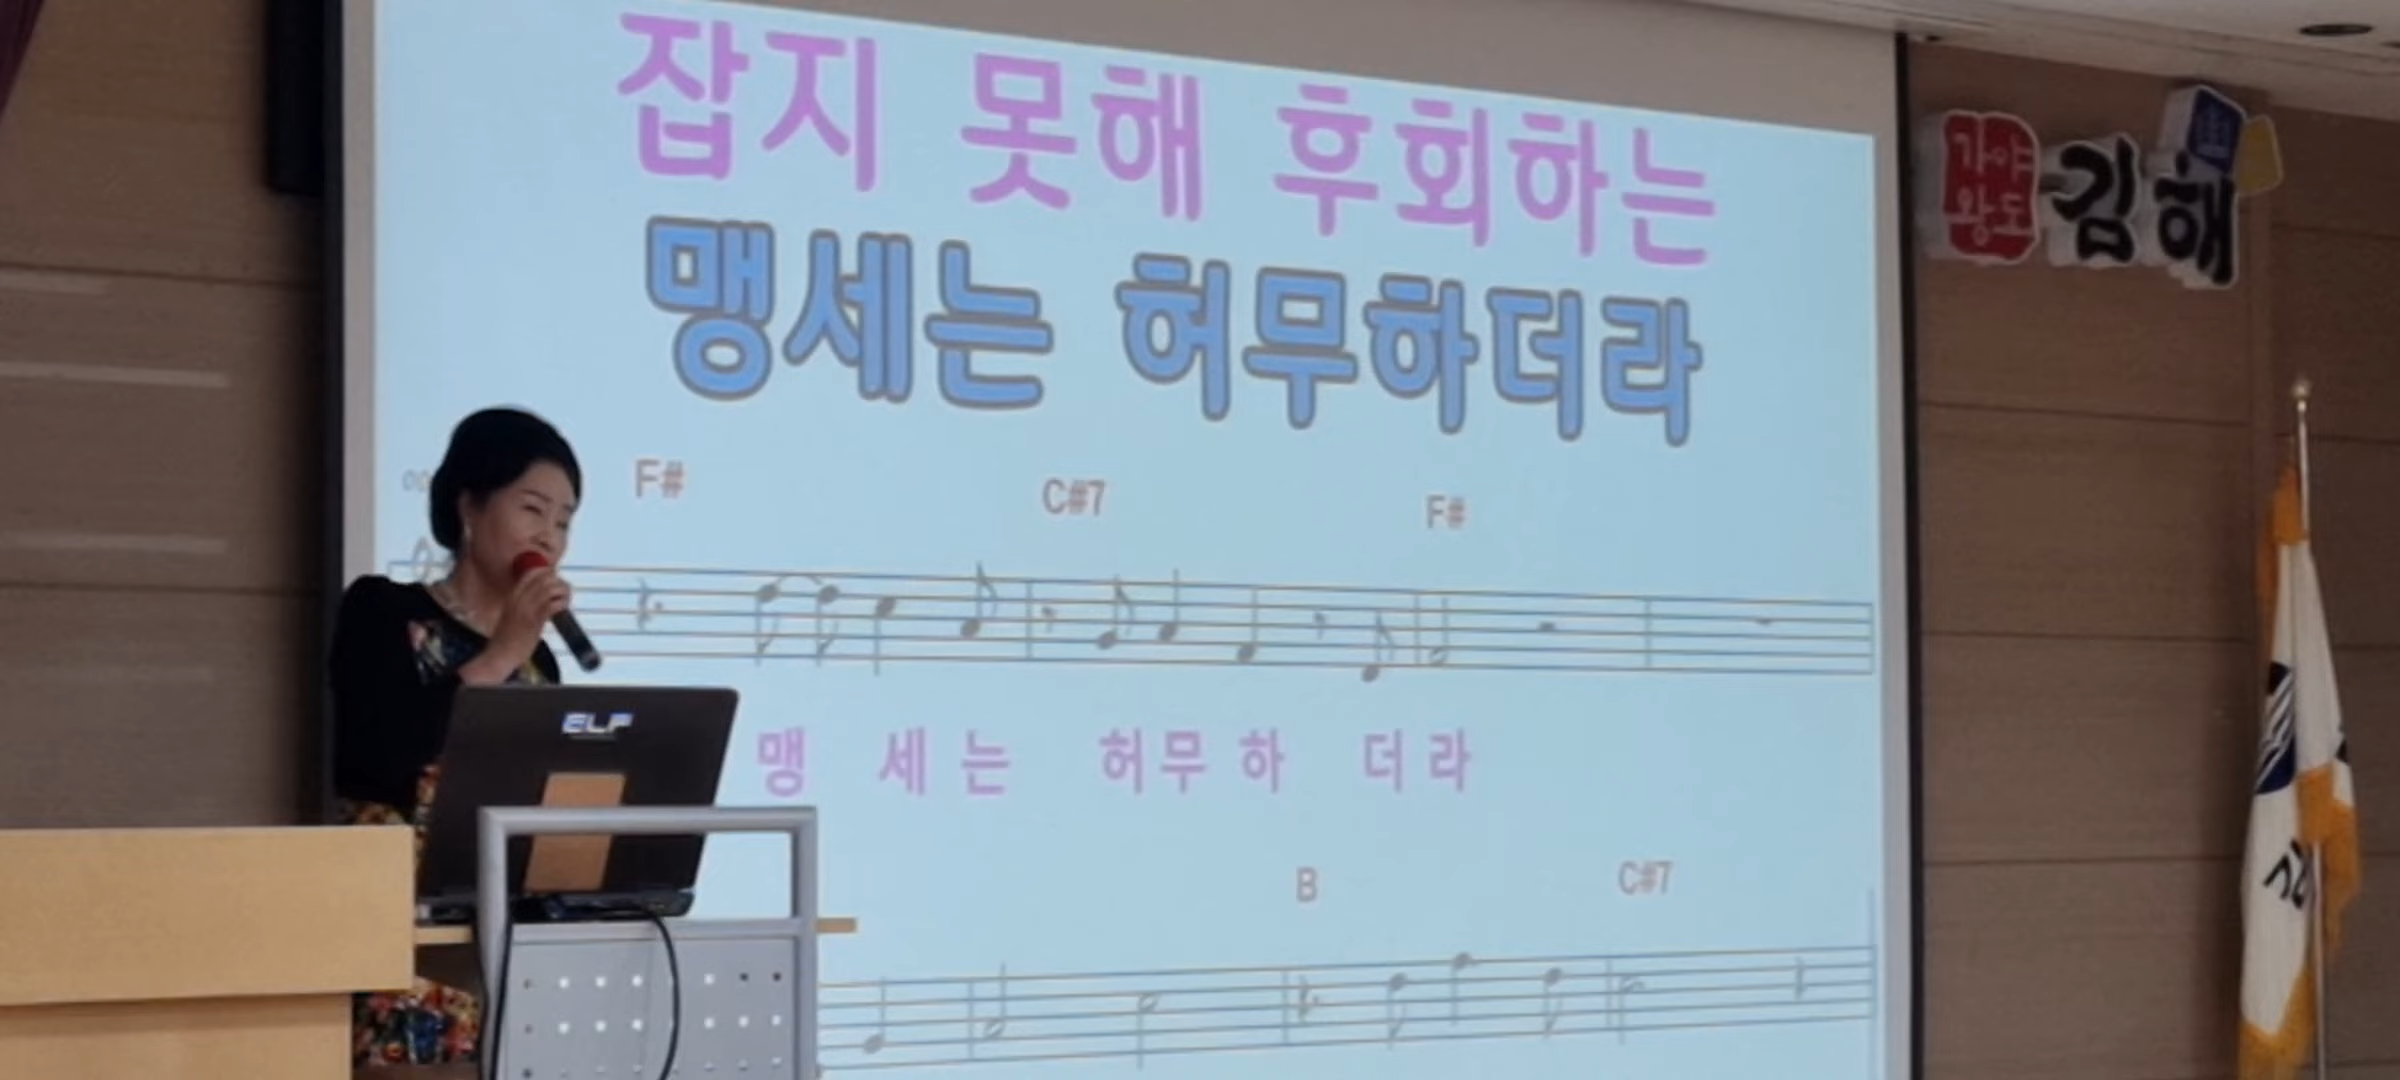 잡지 못해 후회하는
맹세는 허무하더라
F# C#7 F#
맹 세 는 허 무 하 더 라
B C#7
ELF
가야
왕도
김해